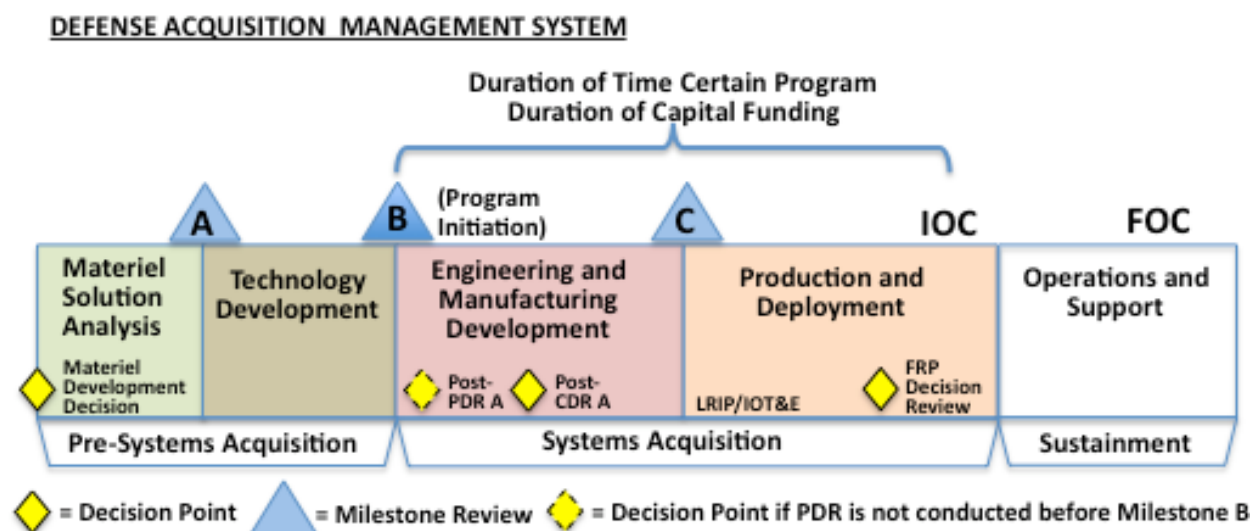 DEFENSE ACQUISITION MANAGEMENT SYSTEM
Duration of Time Certain Program
Duration of Capital Funding
A
B
(Program
Initiation)
C
IOC
FOC
Materiel
Solution
Analysis
Technology
Development
Engineering and
Manufacturing
Development
Production and
Deployment
Operations and
Support
Materiel
Development
Decision
Post-
PDR A
Post-
CDR A
LRIP/IOT&E
FRP
Decision
Review
Pre-Systems Acquisition
Systems Acquisition
Sustainment
= Decision Point
= Milestone Review
= Decision Point if PDR is not conducted before Milestone B